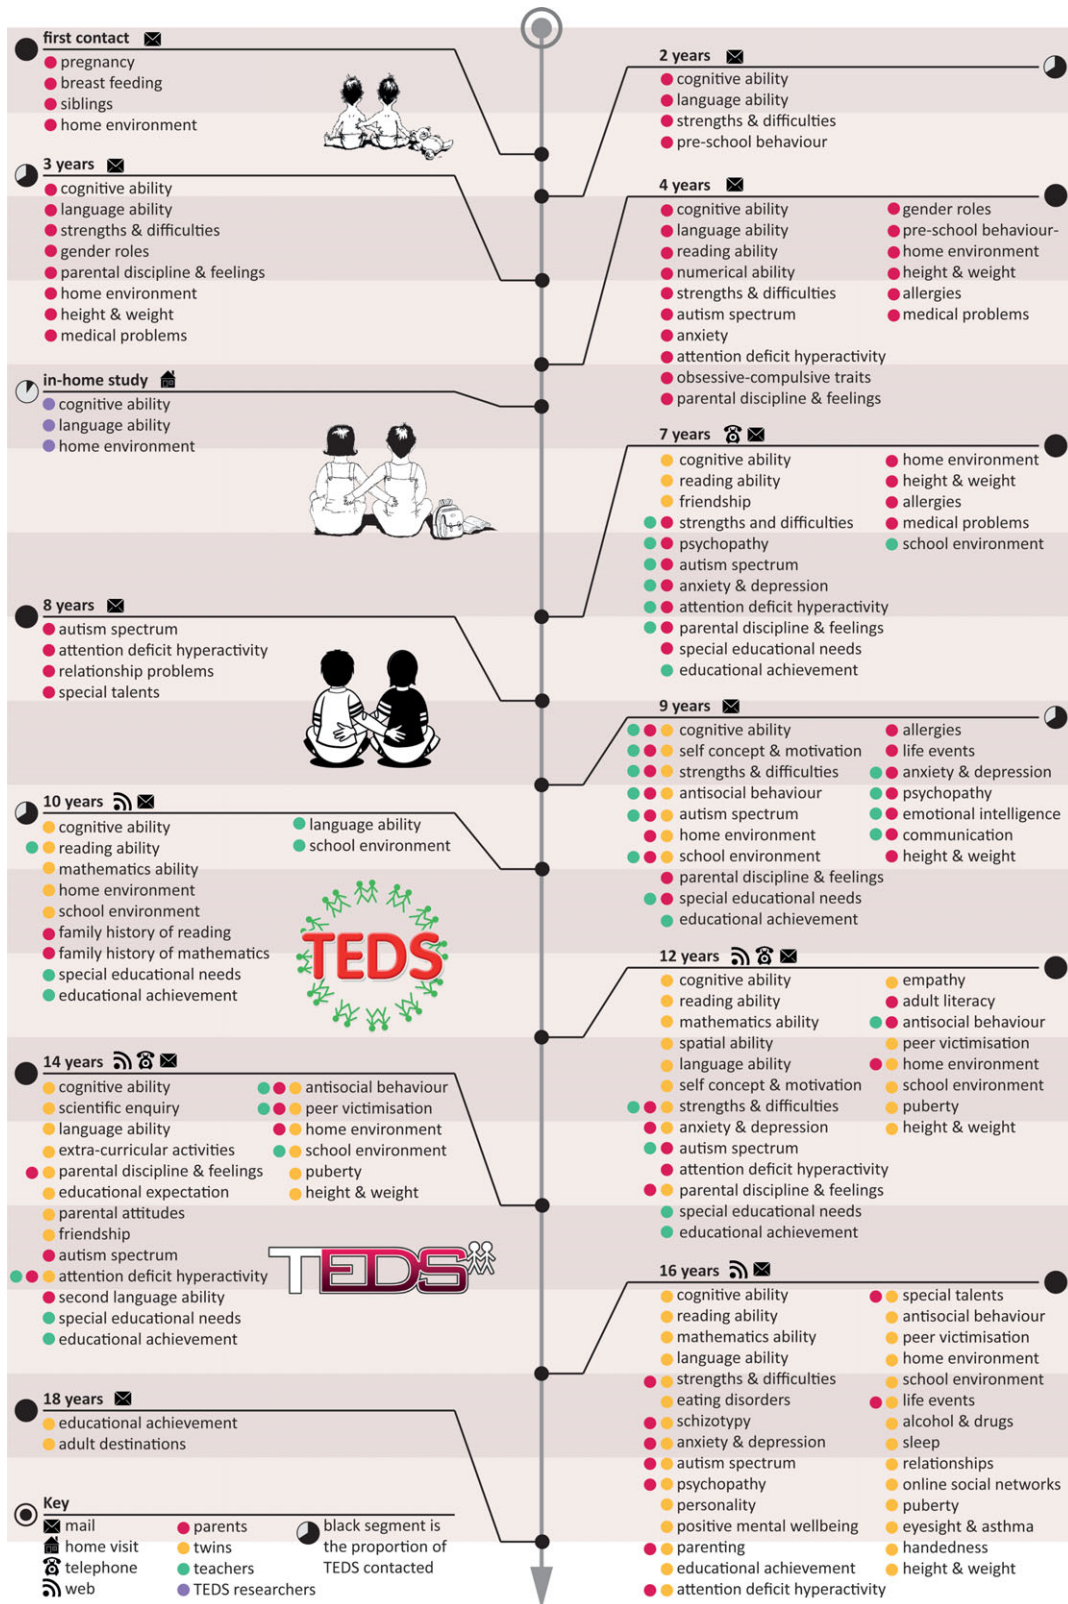 first contact
pregnancy
breast feeding
siblings
home environment
2 years
cognitive ability
language ability
strengths & difficulties
pre-school behaviour
3 years
cognitive ability
language ability
strengths & difficulties
gender roles
parental discipline & feelings
home environment
height & weight
medical problems
4 years
cognitive ability
language ability
reading ability
numerical ability
strengths & difficulties
autism spectrum
anxiety
attention deficit hyperactivity
obsessive-compulsive traits
parental discipline & feelings
gender roles
pre-school behaviour-
home environment
height & weight
allergies
medical problems
in-home study
cognitive ability
language ability
home environment
7 years
cognitive ability
reading ability
friendship
strengths and difficulties
psychopathy
autism spectrum
anxiety & depression
attention deficit hyperactivity
parental discipline & feelings
special educational needs
educational achievement
home environment
height & weight
allergies
medical problems
school environment
8 years
autism spectrum
attention deficit hyperactivity
relationship problems
special talents
9 years
cognitive ability
self concept & motivation
strengths & difficulties
antisocial behaviour
autism spectrum
home environment
school environment
parental discipline & feelings
special educational needs
educational achievement
allergies
life events
anxiety & depression
psychopathy
emotional intelligence
communication
height & weight
10 years
cognitive ability
reading ability
mathematics ability
home environment
school environment
family history of reading
family history of mathematics
special educational needs
educational achievement
language ability
school environment
TEDS
12 years
cognitive ability
reading ability
mathematics ability
spatial ability
language ability
self concept & motivation
strengths & difficulties
anxiety & depression
autism spectrum
attention deficit hyperactivity
parental discipline & feelings
special educational needs
educational achievement
empathy
adult literacy
antisocial behaviour
peer victimisation
home environment
school environment
puberty
height & weight
14 years
cognitive ability
scientific enquiry
language ability
extra-curricular activities
parental discipline & feelings
educational expectation
parental attitudes
friendship
autism spectrum
attention deficit hyperactivity
second language ability
special educational needs
educational achievement
antisocial behaviour
peer victimisation
home environment
school environment
puberty
height & weight
TEDS
16 years
cognitive ability
reading ability
mathematics ability
language ability
strengths & difficulties
eating disorders
schizotypy
anxiety & depression
autism spectrum
psychopathy
personality
positive mental wellbeing
parenting
educational achievement
attention deficit hyperactivity
special talents
antisocial behaviour
peer victimisation
home environment
school environment
life events
alcohol & drugs
sleep
relationships
online social networks
puberty
eyesight & asthma
handedness
height & weight
18 years
educational achievement
adult destinations
Key
mail
home visit
telephone
web
parents
twins
teachers
TEDS researchers
black segment is
the proportion of
TEDS contacted